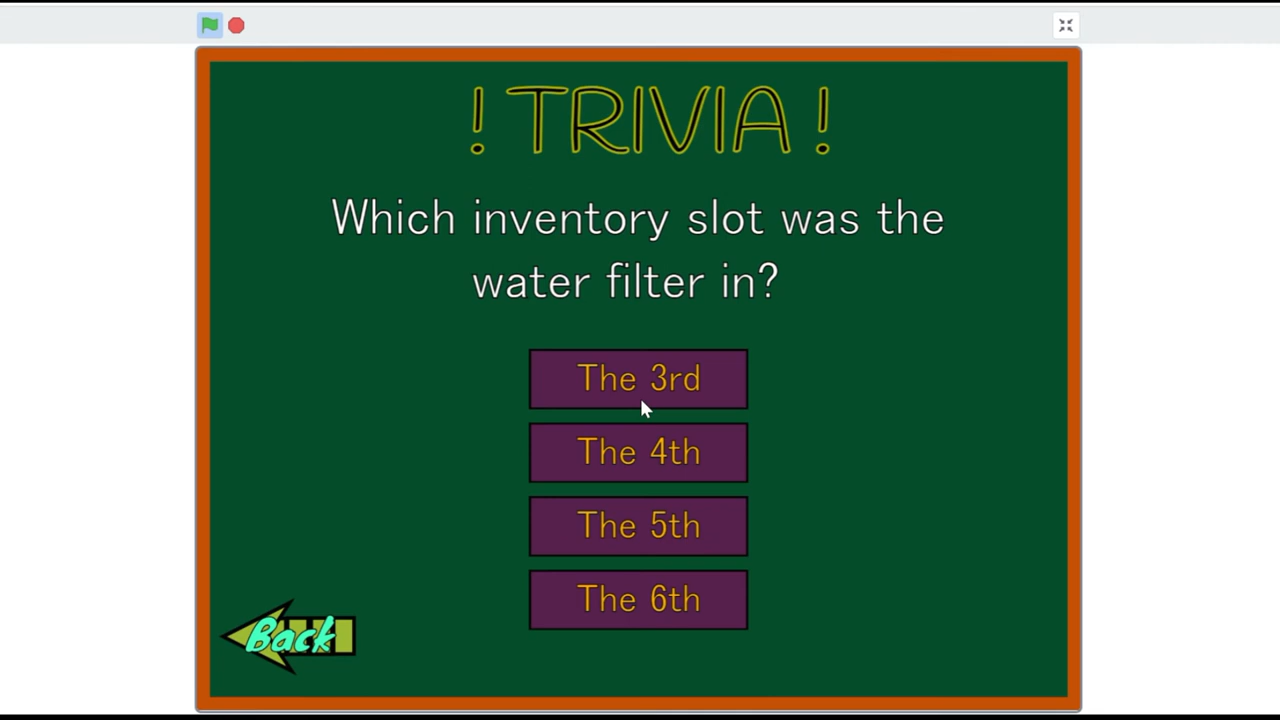 ! TRIVIA !
Which inventory slot was the
water filter in?
The 3rd
The 4th
The 5th
The 6th
Back